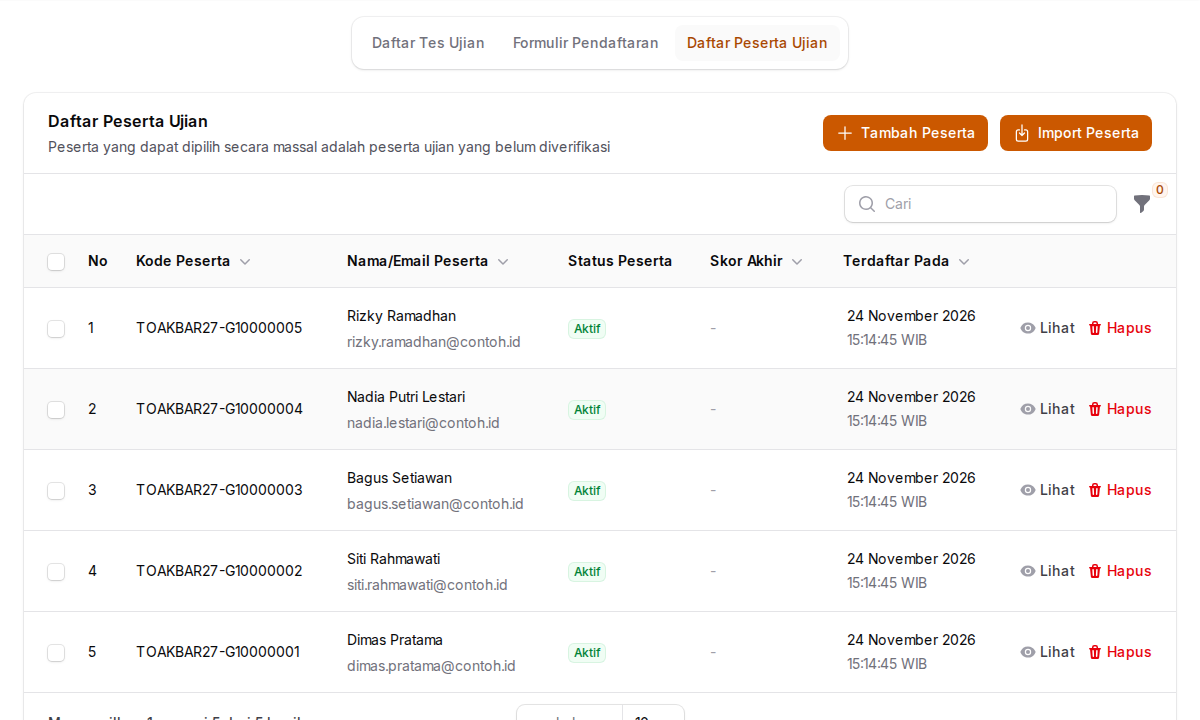 Daftar Tes Ujian Formulir Pendaftaran Daftar Peserta Ujian
Daftar Peserta Ujian
Peserta yang dapat dipilih secara massal adalah peserta ujian yang belum diverifikasi
Tambah Peserta Import Peserta
Cari 0
No Kode Peserta Nama/Email Peserta Status Peserta Skor Akhir Terdaftar Pada
1 TOAKBAR27-G10000005 Rizky Ramadhan Aktif - 24 November 2026 Lihat Hapus
rizky.ramadhan@contoh.id 15:14:45 WIB
2 TOAKBAR27-G10000004 Nadia Putri Lestari Aktif - 24 November 2026 Lihat Hapus
nadia.lestari@contoh.id 15:14:45 WIB
3 TOAKBAR27-G10000003 Bagus Setiawan Aktif - 24 November 2026 Lihat Hapus
bagus.setiawan@contoh.id 15:14:45 WIB
4 TOAKBAR27-G10000002 Siti Rahmawati Aktif - 24 November 2026 Lihat Hapus
siti.rahmawati@contoh.id 15:14:45 WIB
5 TOAKBAR27-G10000001 Dimas Pratama Aktif - 24 November 2026 Lihat Hapus
dimas.pratama@contoh.id 15:14:45 WIB